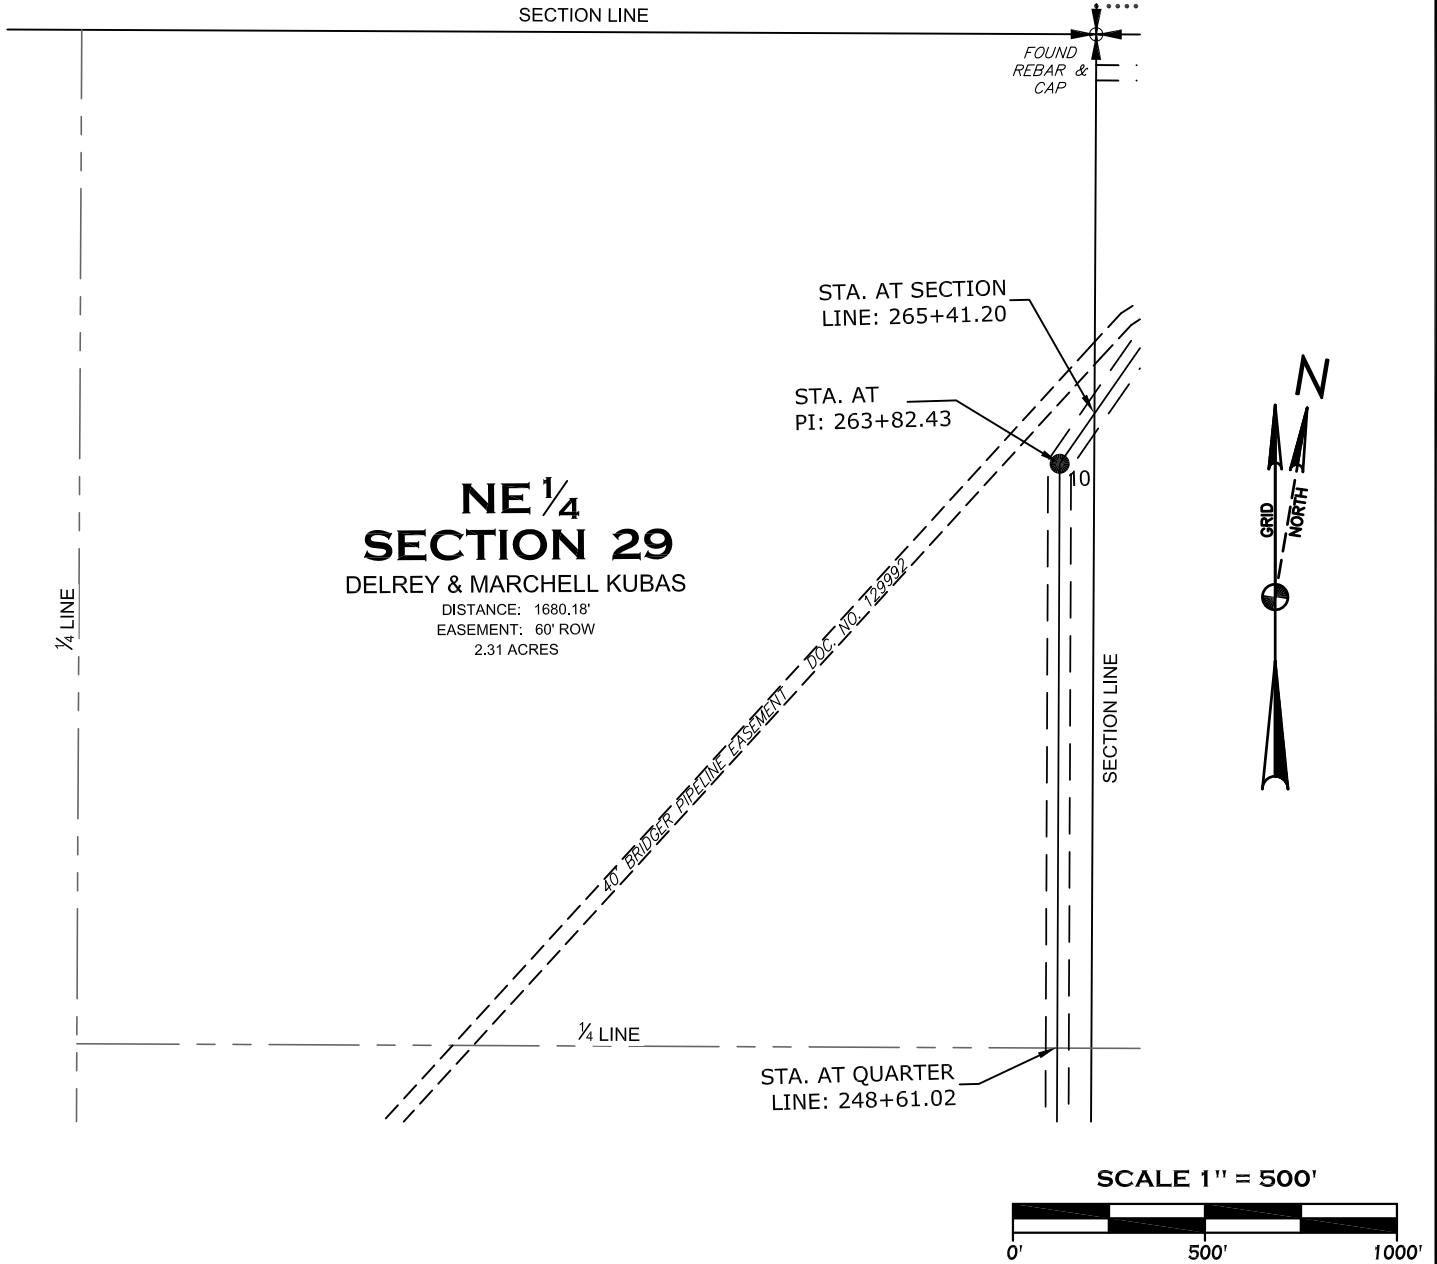 SECTION LINE
FOUND
REBAR &
CAP
STA. AT SECTION
LINE: 265+41.20
STA. AT
PI: 263+82.43
10
N
GRID
NORTH
NE ¼
SECTION 29
DELREY & MARCHELL KUBAS
DISTANCE: 1680.18'
EASEMENT: 60' ROW
2.31 ACRES
¼ LINE
40' BRIDGER PIPELINE EASEMENT DOC. NO. 129992
SECTION LINE
¼ LINE
STA. AT QUARTER
LINE: 248+61.02
SCALE 1" = 500'
0' 500' 1000'